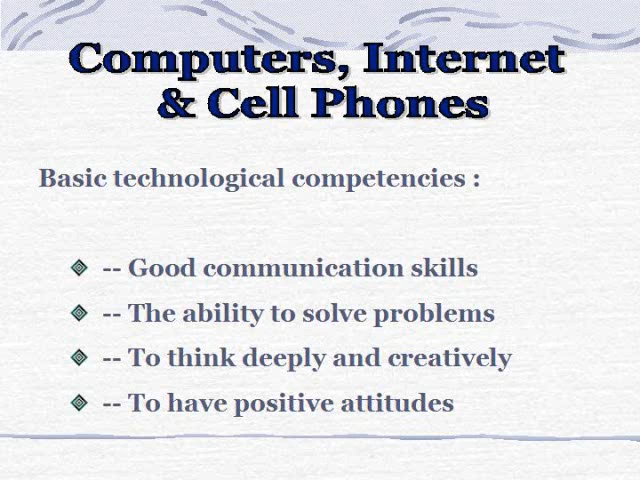 Computers, Internet
& Cell Phones
Basic technological competencies :
-- Good communication skills
-- The ability to solve problems
-- To think deeply and creatively
-- To have positive attitudes